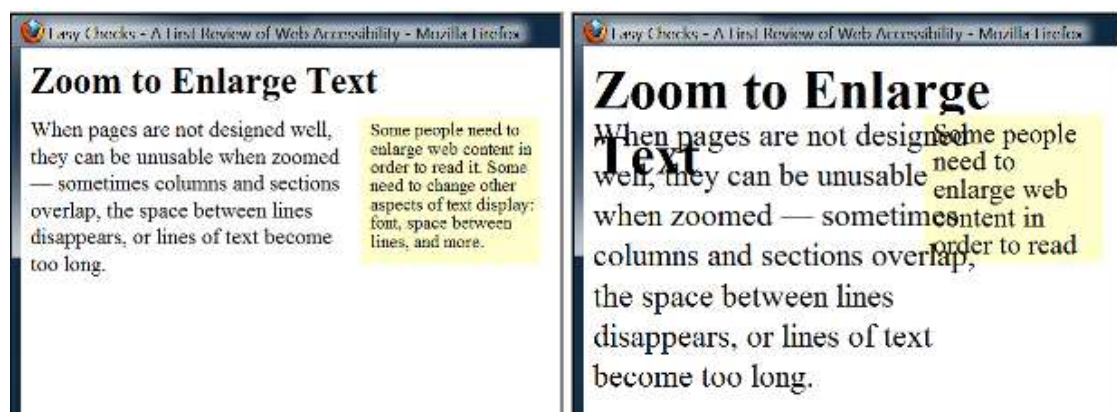 Easy Checks - A First Review of Web Accessibility - Mozilla Firefox
Zoom to Enlarge Text
When pages are not designed well,
they can be unusable when zoomed
— sometimes columns and sections
overlap, the space between lines
disappears, or lines of text become
too long.
Some people need to
enlarge web content in
order to read it. Some
need to change other
aspects of text display:
font, space between
lines, and more.
Easy Checks - A First Review of Web Accessibility - Mozilla Firefox
Zoom to Enlarge
Text
When pages are not designed
well, they can be unusable
when zoomed — sometimes
columns and sections overlap,
the space between lines
disappears, or lines of text
become too long.
Some people
need to
enlarge web
content in
order to read